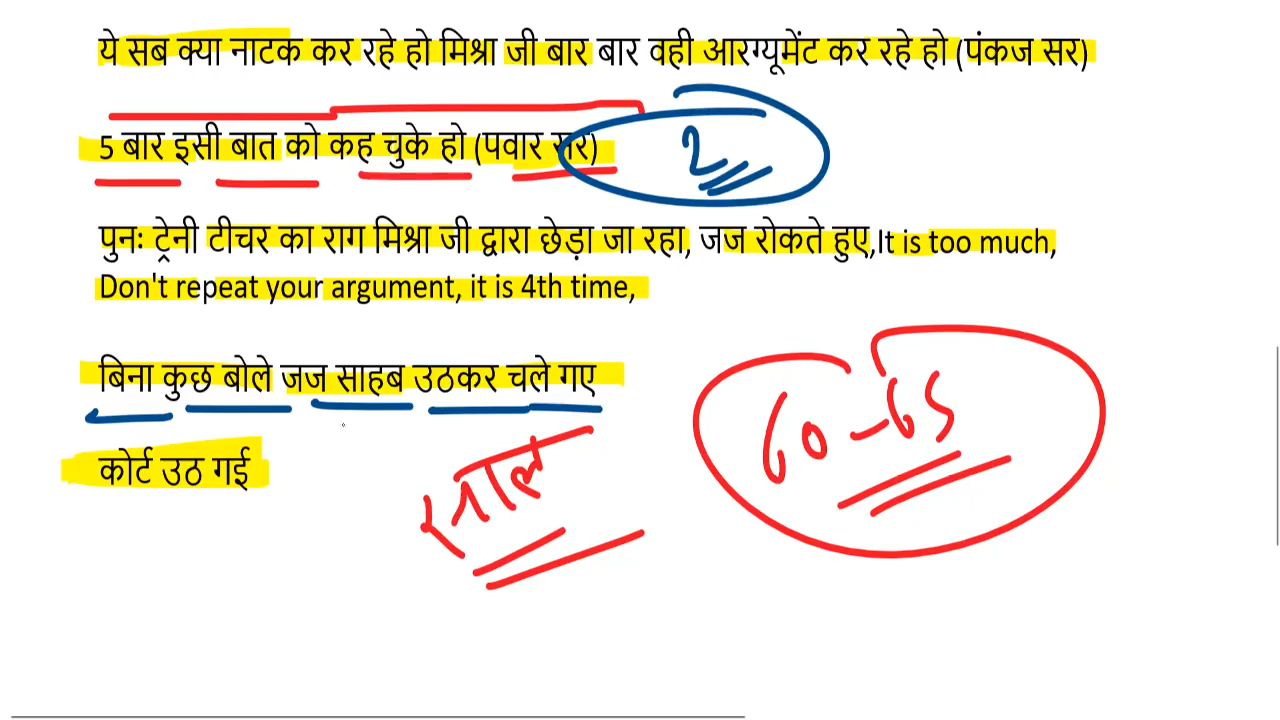 ये सब क्या नाटक कर रहे हो मिश्रा जी बार बार वही आरग्यूमेंट कर रहे हो (पंकज सर)
5 बार इसी बात को कह चुके हो (पवार सर)
2
पुनः ट्रेनी टीचर का राग मिश्रा जी द्वारा छेड़ा जा रहा, जज रोकते हुए,It is too much,
Don't repeat your argument, it is 4th time,
बिना कुछ बोले जज साहब उठकर चले गए
60-65
कोर्ट उठ गई
साल